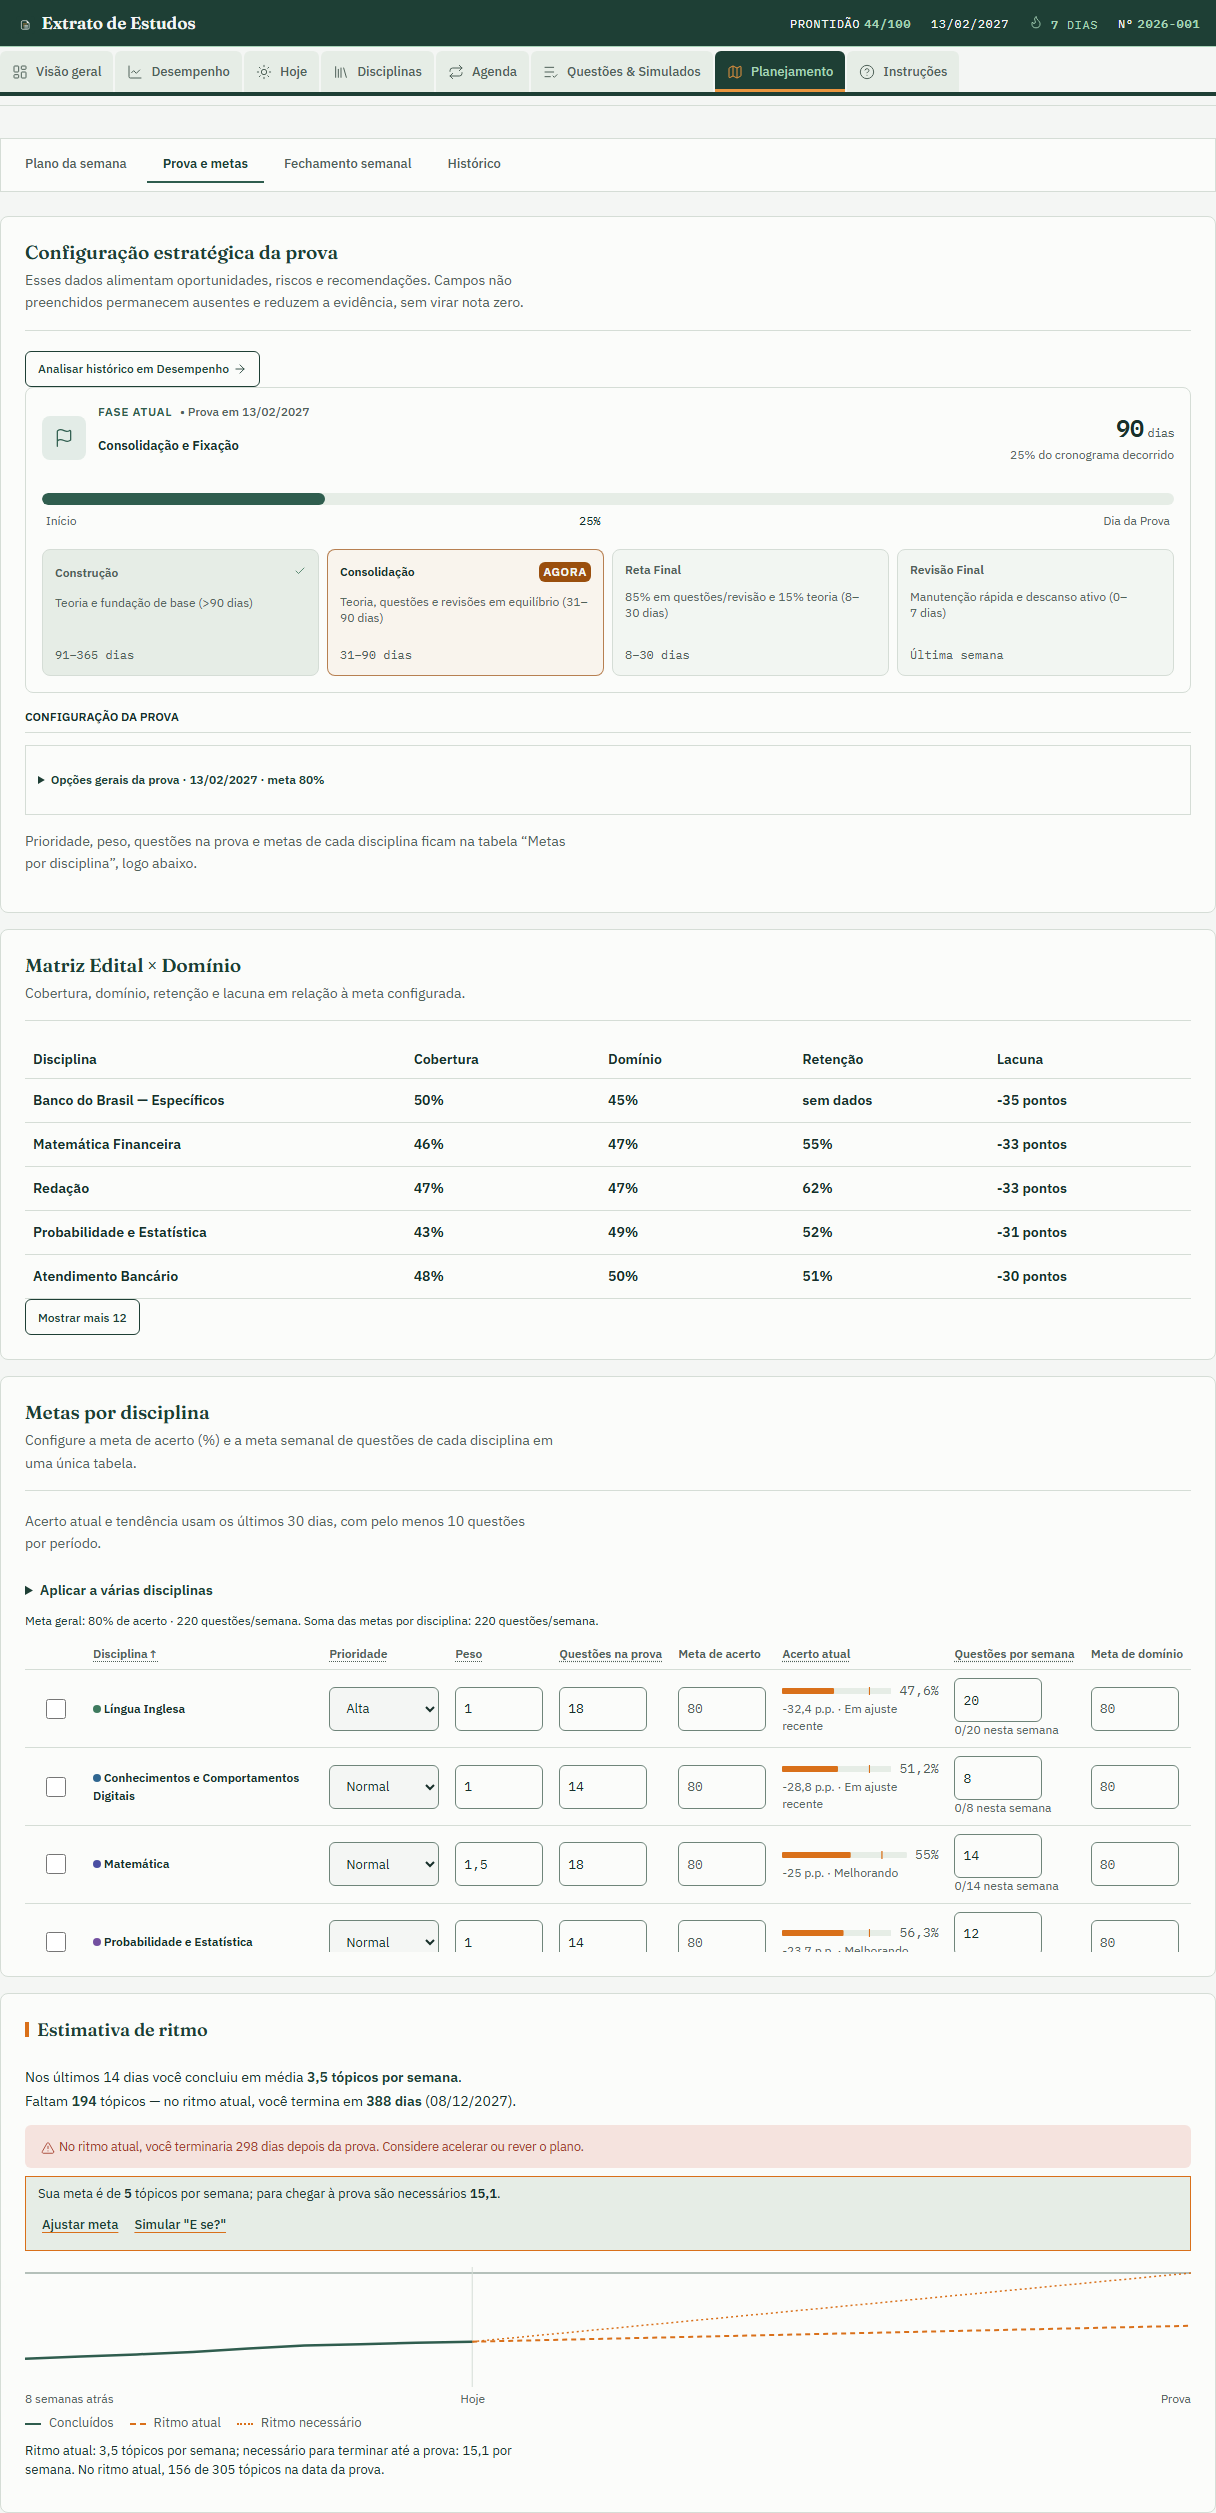 Extrato de Estudos
PRONTIDÃO 44/100 13/02/2027 7 DIAS Nº 2026-001
Visão geral Desempenho Hoje Disciplinas Agenda Questões & Simulados Planejamento Instruções
Plano da semana Prova e metas Fechamento semanal Histórico
Configuração estratégica da prova
Esses dados alimentam oportunidades, riscos e recomendações. Campos não
preenchidos permanecem ausentes e reduzem a evidência, sem virar nota zero.
Analisar histórico em Desempenho →
FASE ATUAL • Prova em 13/02/2027
Consolidação e Fixação
90 dias
25% do cronograma decorrido
Início 25% Dia da Prova
Construção
Teoria e fundação de base (>90 dias)
91–365 dias
Consolidação AGORA
Teoria, questões e revisões em equilíbrio (31–
90 dias)
31–90 dias
Reta Final
85% em questões/revisão e 15% teoria (8–
30 dias)
8–30 dias
Revisão Final
Manutenção rápida e descanso ativo (0–
7 dias)
Última semana
CONFIGURAÇÃO DA PROVA
▶ Opções gerais da prova · 13/02/2027 · meta 80%
Prioridade, peso, questões na prova e metas de cada disciplina ficam na tabela “Metas
por disciplina”, logo abaixo.
Matriz Edital × Domínio
Cobertura, domínio, retenção e lacuna em relação à meta configurada.
Disciplina Cobertura Domínio Retenção Lacuna
Banco do Brasil — Específicos 50% 45% sem dados -35 pontos
Matemática Financeira 46% 47% 55% -33 pontos
Redação 47% 47% 62% -33 pontos
Probabilidade e Estatística 43% 49% 52% -31 pontos
Atendimento Bancário 48% 50% 51% -30 pontos
Mostrar mais 12
Metas por disciplina
Configure a meta de acerto (%) e a meta semanal de questões de cada disciplina em
uma única tabela.
Acerto atual e tendência usam os últimos 30 dias, com pelo menos 10 questões
por período.
▶ Aplicar a várias disciplinas
Meta geral: 80% de acerto · 220 questões/semana. Soma das metas por disciplina: 220 questões/semana.
Disciplina ↑ Prioridade Peso Questões na prova Meta de acerto Acerto atual Questões por semana Meta de domínio
Língua Inglesa Alta 1 18 80 47,6% 20 80
-32,4 p.p. · Em ajuste
recente
0/20 nesta semana
Conhecimentos e Comportamentos
Digitais
Normal 1 14 80 51,2% 8 80
-28,8 p.p. · Em ajuste
recente
0/8 nesta semana
Matemática Normal 1,5 18 80 55% 14 80
-25 p.p. · Melhorando
0/14 nesta semana
Probabilidade e Estatística Normal 1 14 80 56,3% 12 80
-23,7 p.p. · Melhorando
Estimativa de ritmo
Nos últimos 14 dias você concluiu em média 3,5 tópicos por semana.
Faltam 194 tópicos — no ritmo atual, você termina em 388 dias (08/12/2027).
No ritmo atual, você terminaria 298 dias depois da prova. Considere acelerar ou rever o plano.
Sua meta é de 5 tópicos por semana; para chegar à prova são necessários 15,1.
Ajustar meta Simular "E se?"
8 semanas atrás Hoje Prova
Concluídos Ritmo atual Ritmo necessário
Ritmo atual: 3,5 tópicos por semana; necessário para terminar até a prova: 15,1 por
semana. No ritmo atual, 156 de 305 tópicos na data da prova.